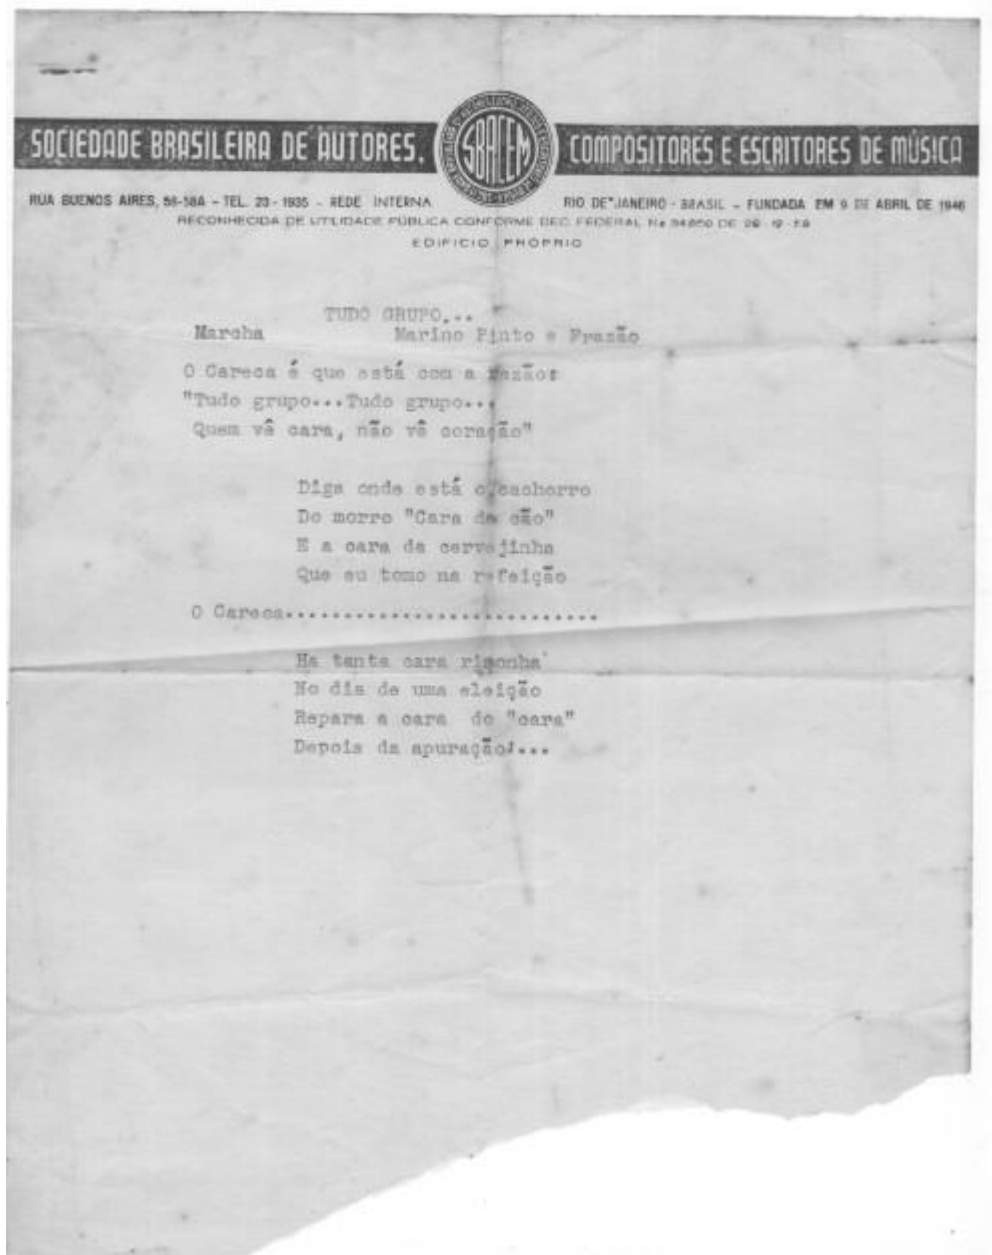 SOCIEDADE BRASILEIRA DE AUTORES, SBACEM COMPOSITORES E ESCRITORES DE MÚSICA
RUA BUENOS AIRES, 58-58A - TEL. 23-1935 - REDE INTERNA RIO DE JANEIRO - BRASIL - FUNDADA EM 9 DE ABRIL DE 1946
RECONHECIDA DE UTILIDADE PÚBLICA CONFORME DEC. FEDERAL
EDIFICIO PRÓPRIO
TUDO GRUPO...
Marcha Marino Pinto e Frazão
O Careca é que está com a razão:
"Tudo grupo...Tudo grupo...
Quem vê cara, não vê coração"
Diga onde está o cachorro
Do morro "Cara de cão"
E a cara da cervejinha
Que eu tomo na refeição
O Careca............................
Ha tanta cara risonha
No dia de uma eleição
Repara a cara do "cara"
Depois da apuração!...